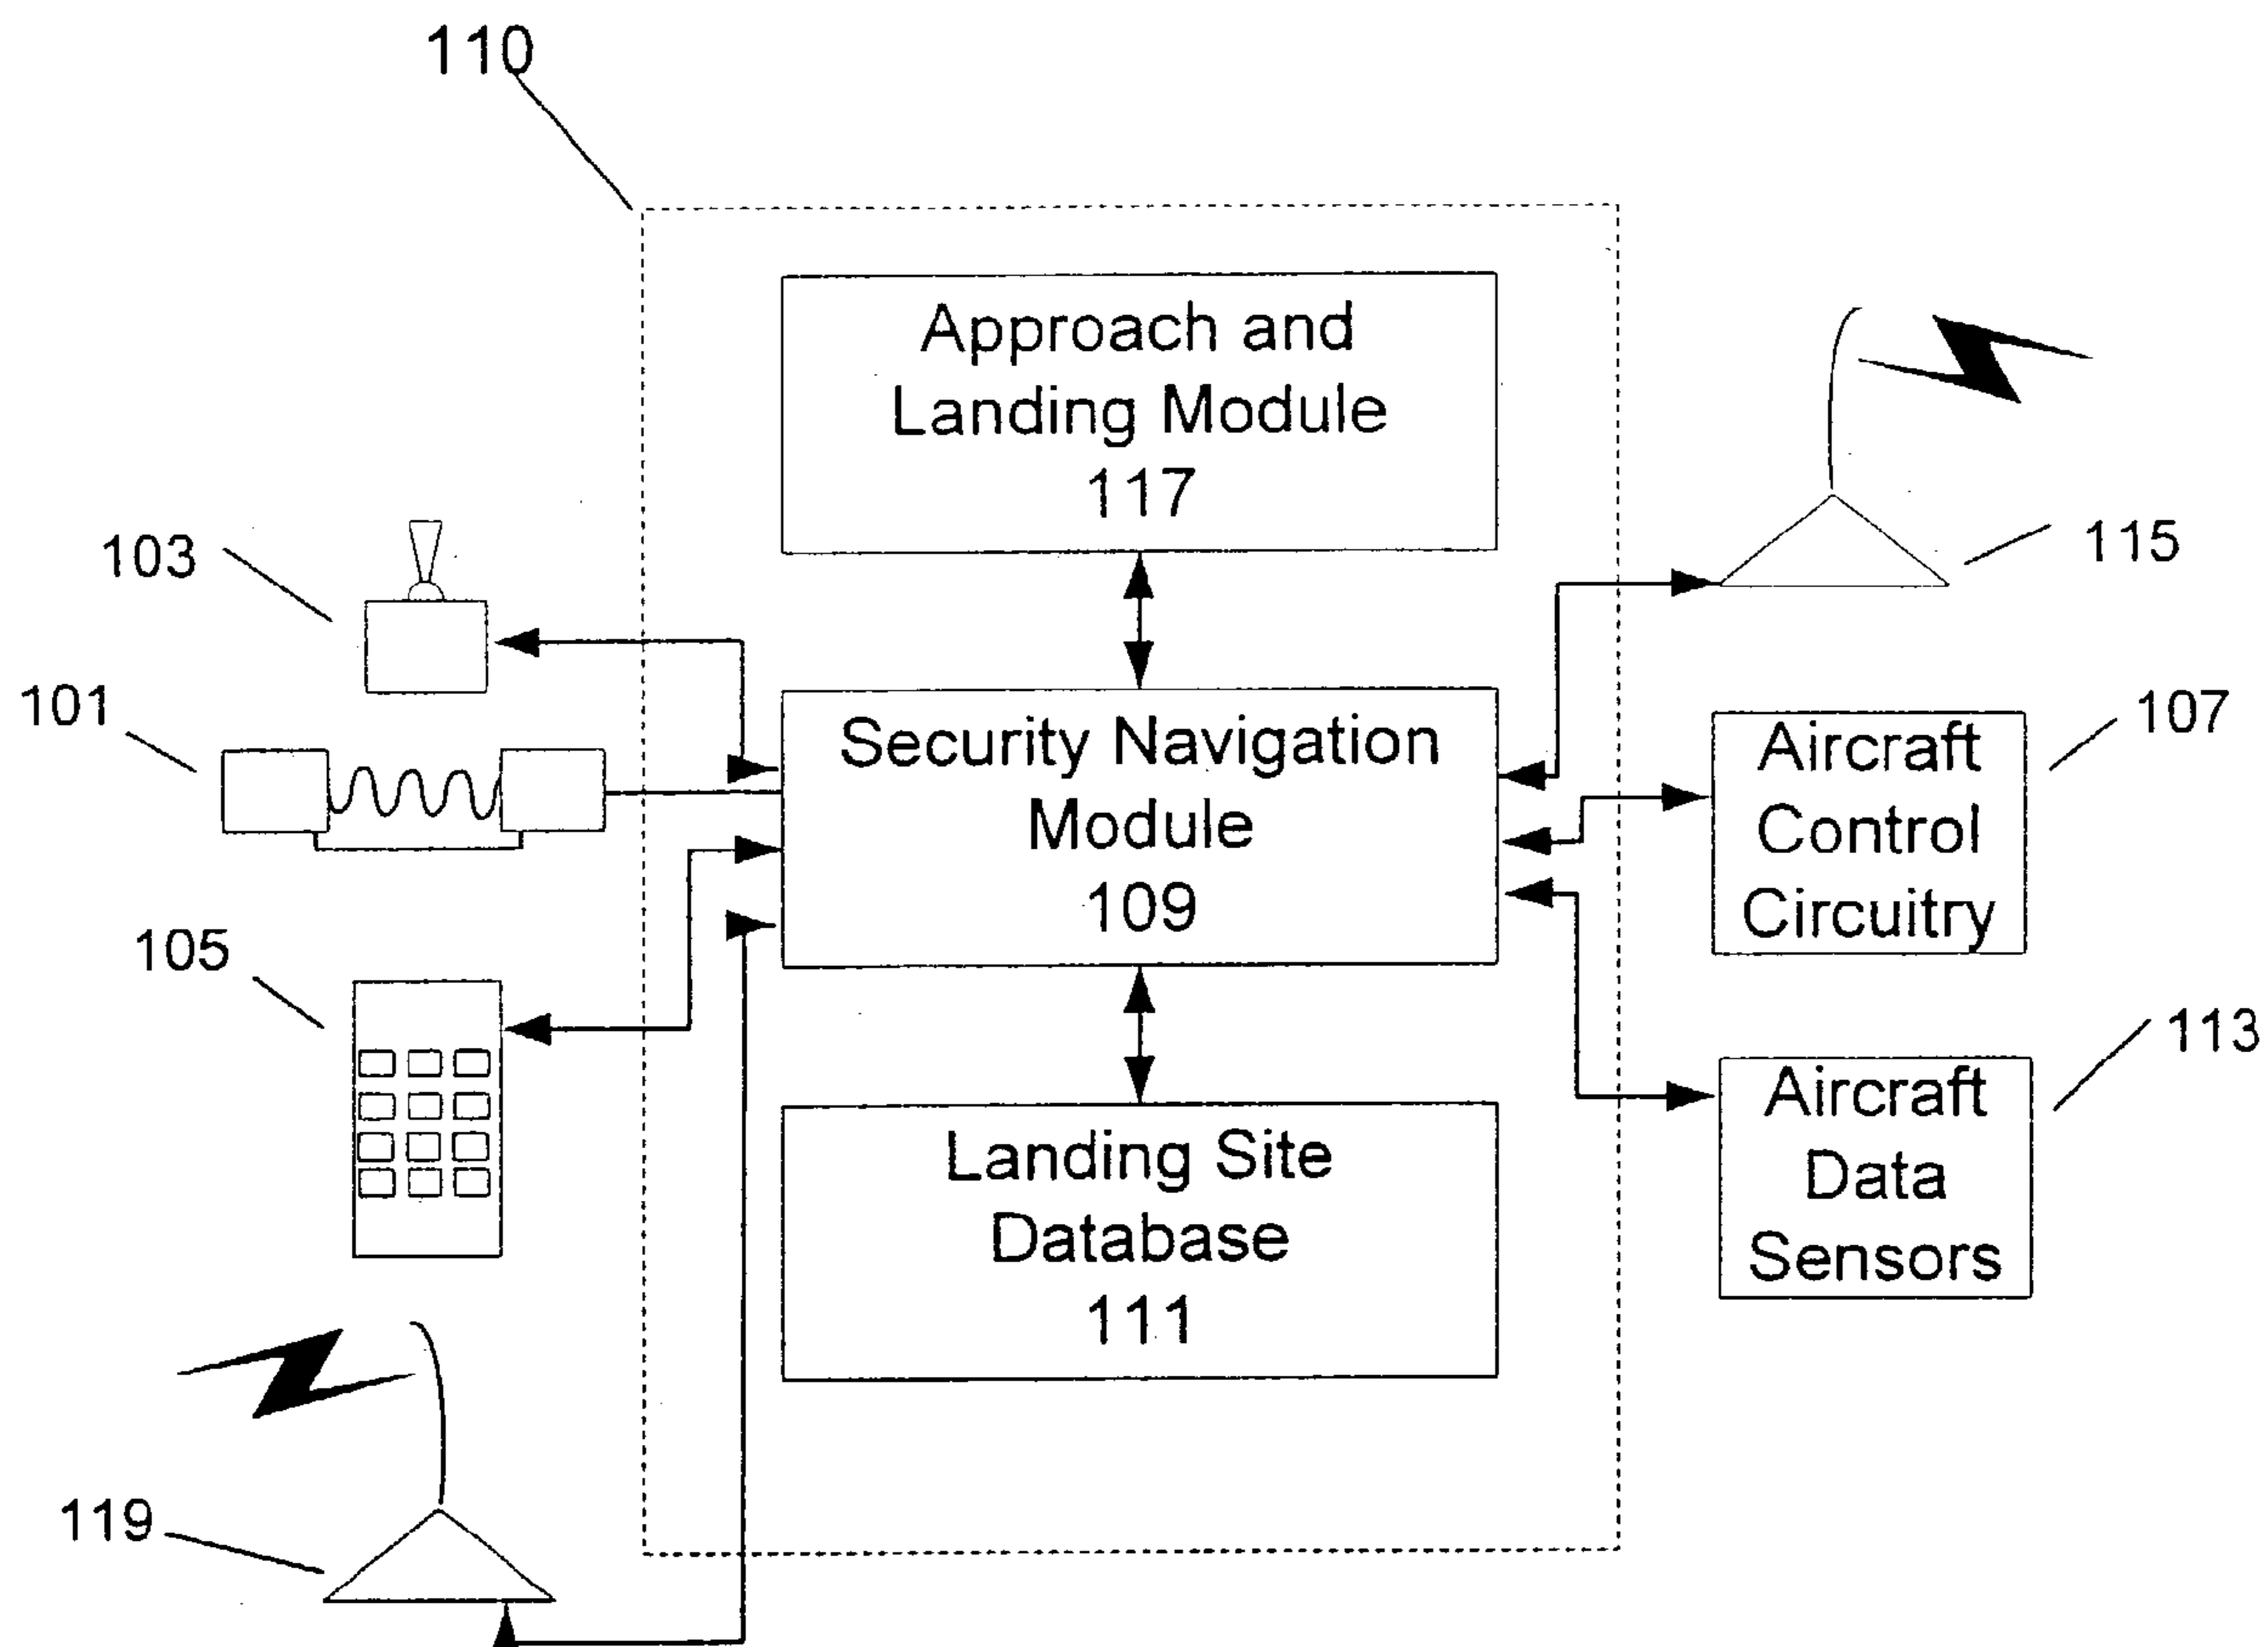 110
Approach and
Landing Module
117
103
115
101
Security Navigation
Module
109
Aircraft
Control
Circuitry
107
105
Landing Site
Database
111
Aircraft
Data
Sensors
113
119